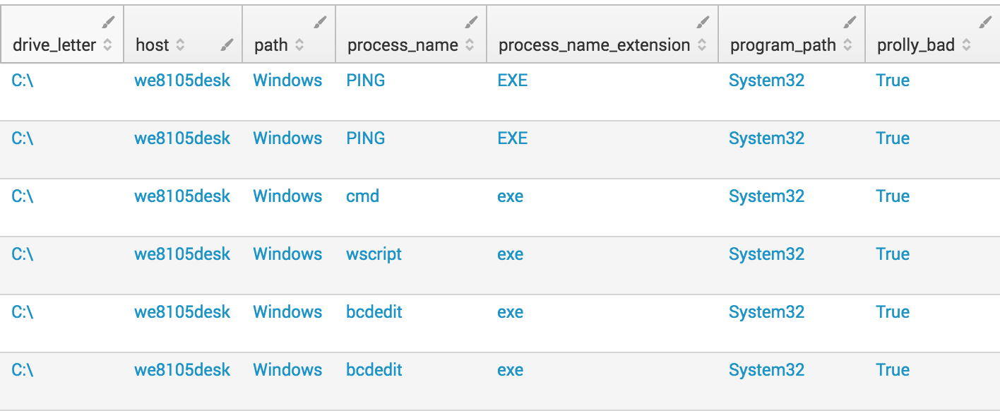 drive_letter host path process_name process_name_extension program_path prolly_bad
C:\ we8105desk Windows PING EXE System32 True
C:\ we8105desk Windows PING EXE System32 True
C:\ we8105desk Windows cmd exe System32 True
C:\ we8105desk Windows wscript exe System32 True
C:\ we8105desk Windows bcdedit exe System32 True
C:\ we8105desk Windows bcdedit exe System32 True